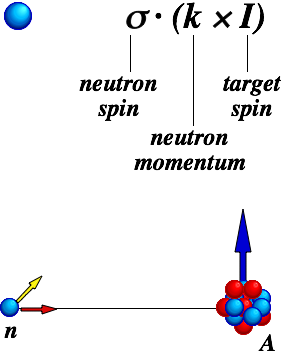 σ · (k × I)
neutron target
spin spin
neutron
momentum
n
A